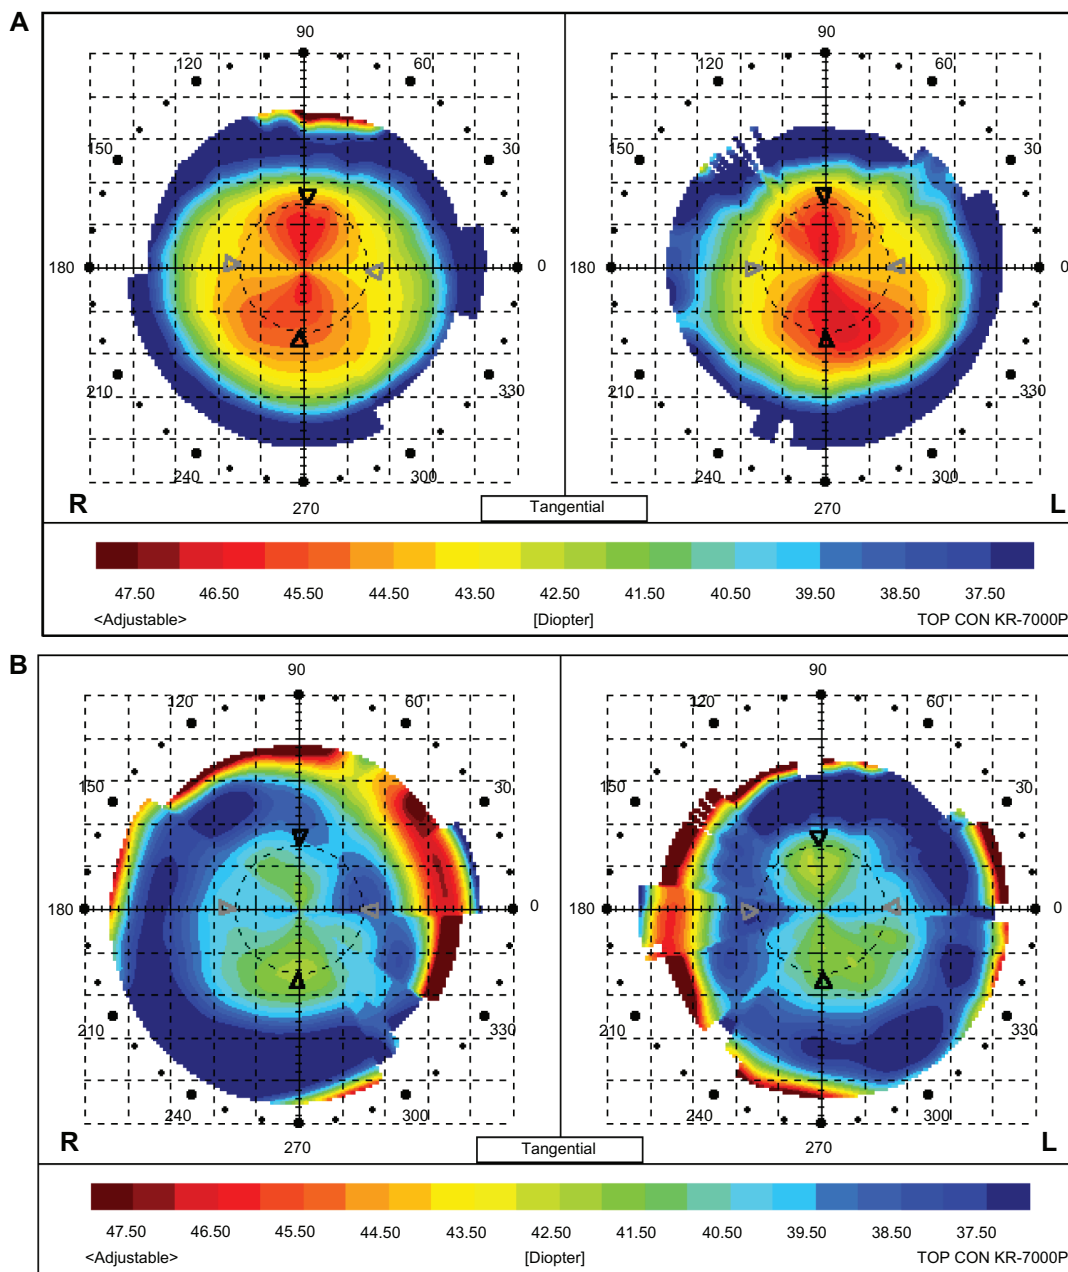 A
90 90
120 60 120 60
150 30 150 30
180 0 180 0
210 330 210 330
240 300 240 300
R 270 Tangential 270 L
47.50 46.50 45.50 44.50 43.50 42.50 41.50 40.50 39.50 38.50 37.50
<Adjustable> [Diopter] TOP CON KR-7000P
B
90 90
120 60 120 60
150 30 150 30
180 0 180 0
210 330 210 330
240 300 240 300
R 270 Tangential 270 L
47.50 46.50 45.50 44.50 43.50 42.50 41.50 40.50 39.50 38.50 37.50
<Adjustable> [Diopter] TOP CON KR-7000P